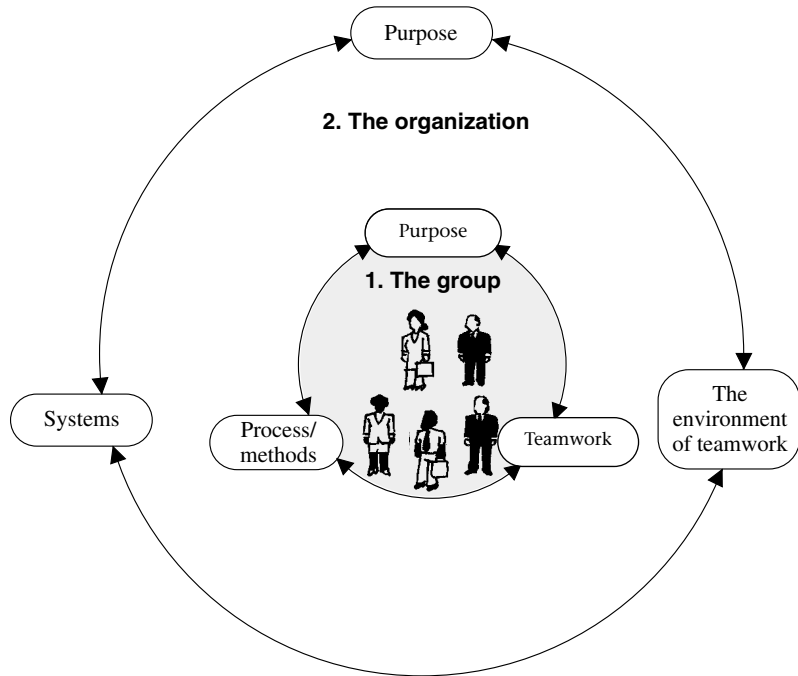 Purpose
2. The organization
Purpose
1. The group
Systems
Process/
methods
Teamwork
The
environment
of teamwork